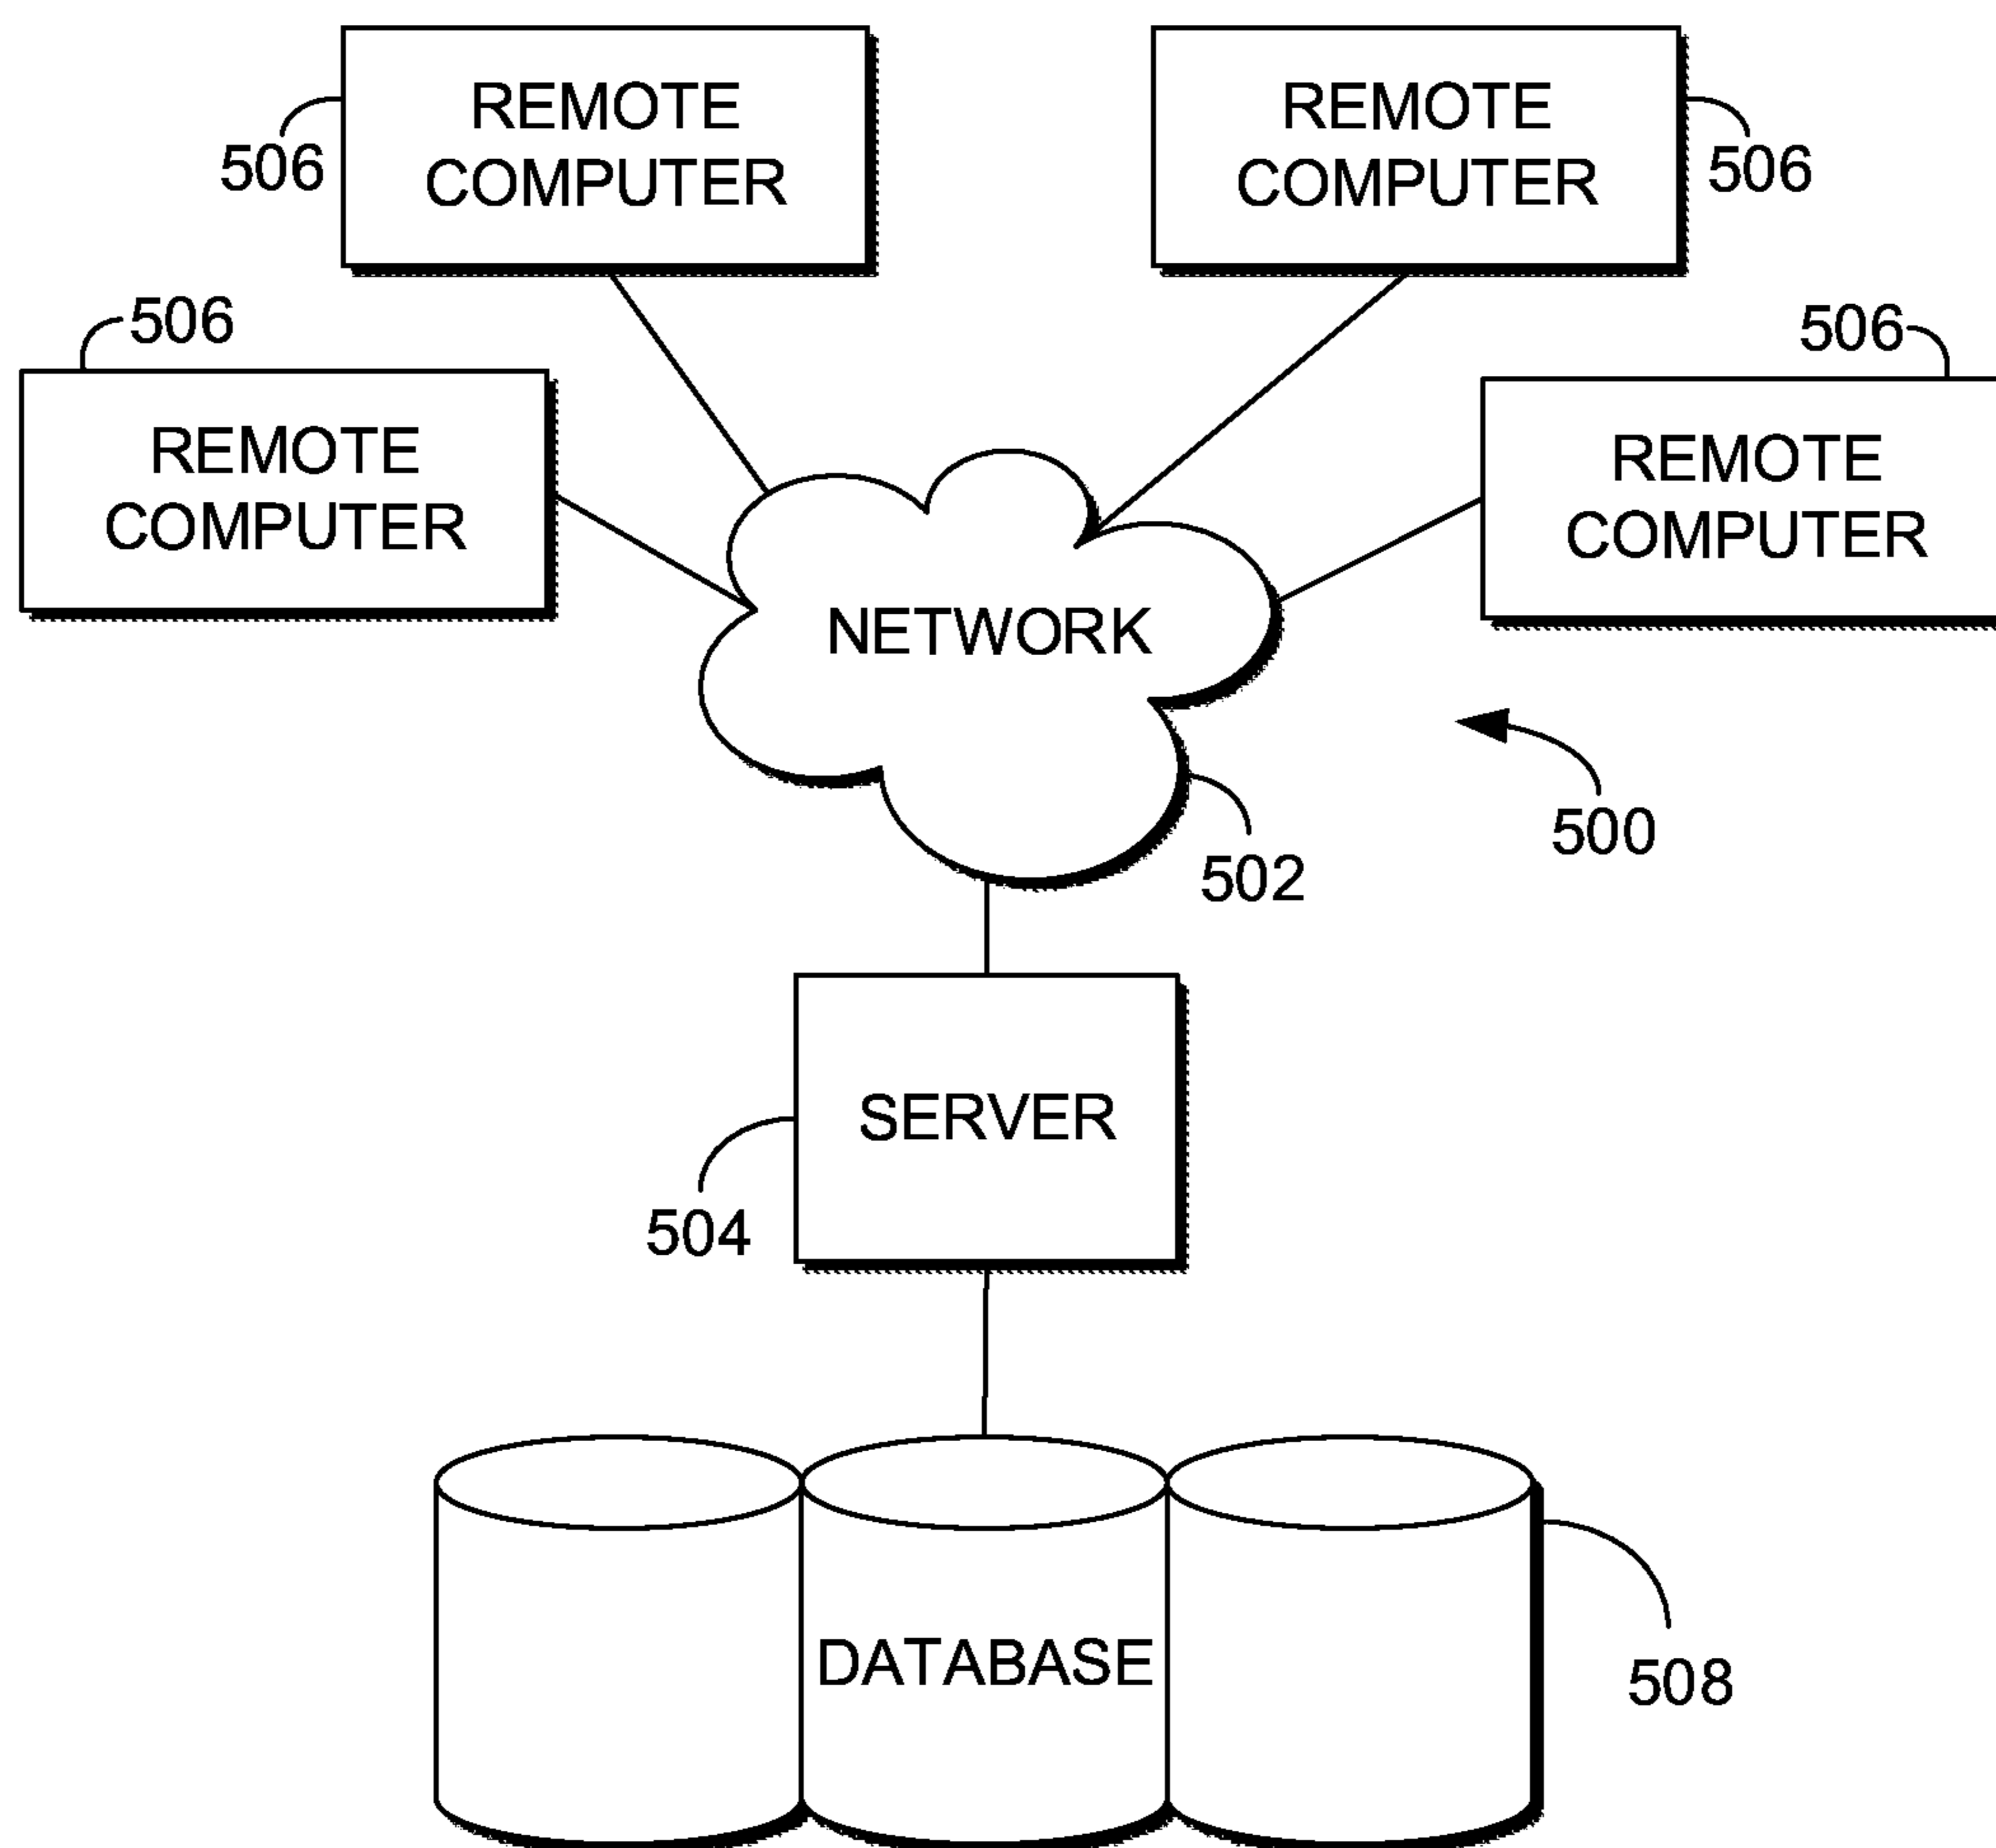 REMOTE
COMPUTER
506
REMOTE
COMPUTER
506
506
REMOTE
COMPUTER
506
REMOTE
COMPUTER
NETWORK
500
502
SERVER
504
DATABASE
508